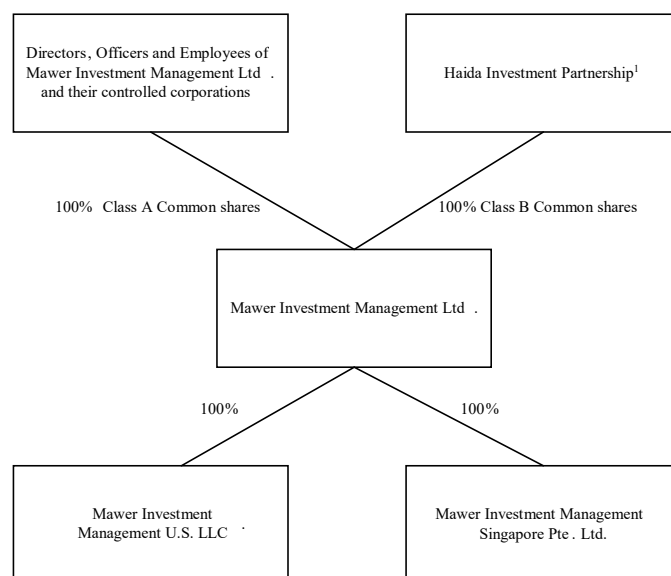 Directors, Officers and Employees of
Mawer Investment Management Ltd .
and their controlled corporations
Haida Investment Partnership¹
100% Class A Common shares
100% Class B Common shares
Mawer Investment Management Ltd .
100%
100%
Mawer Investment
Management U.S. LLC .
Mawer Investment Management
Singapore Pte . Ltd.